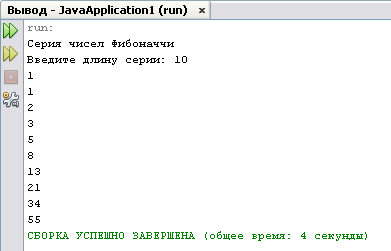 Вывод - JavaApplication1 (run)
run:
Серия чисел Фибоначчи
Введите длину серии: 10
1
1
2
3
5
8
13
21
34
55
СБОРКА УСПЕШНО ЗАВЕРШЕНА (общее время: 4 секунды)